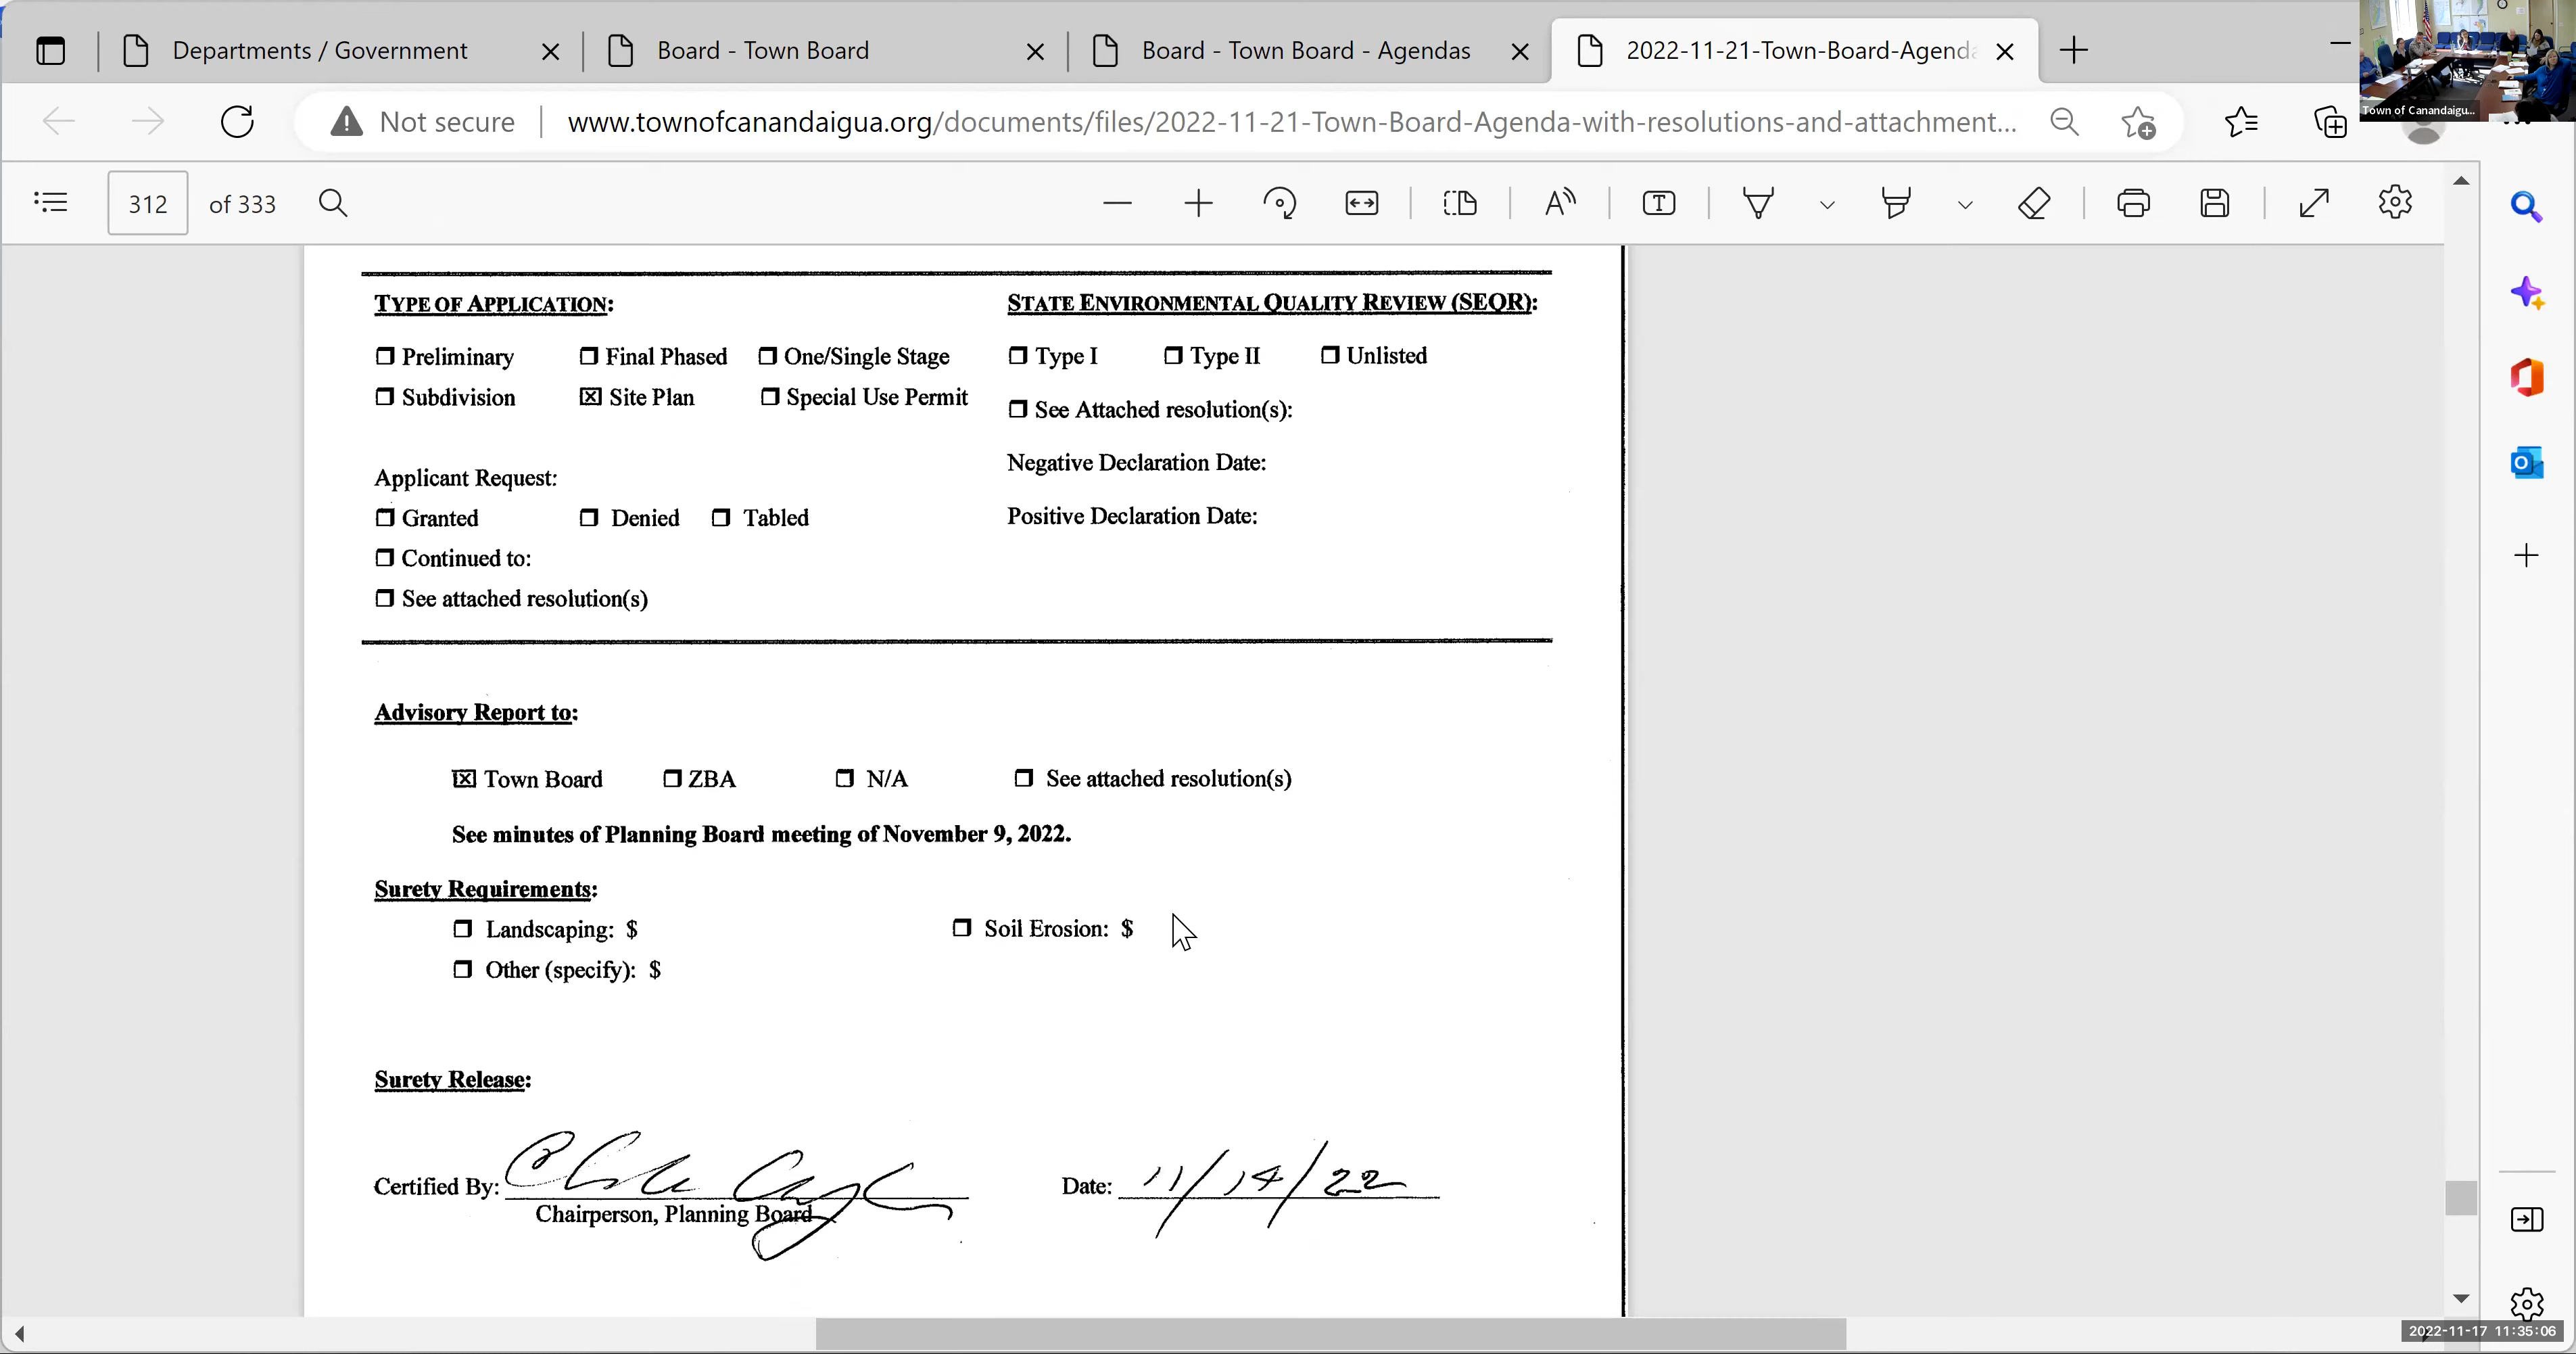 Departments / Government
Board - Town Board
Board - Town Board - Agendas
2022-11-21-Town-Board-Agenda
Town of Canandaigu...
Not secure
www.townofcanandaigua.org/documents/files/2022-11-21-Town-Board-Agenda-with-resolutions-and-attachment...
312 of 333
TYPE OF APPLICATION:
STATE ENVIRONMENTAL QUALITY REVIEW (SEQR):
☐ Preliminary ☐ Final Phased ☐ One/Single Stage
☐ Type I ☐ Type II ☐ Unlisted
☐ Subdivision ☒ Site Plan ☐ Special Use Permit
☐ See Attached resolution(s):
Negative Declaration Date:
Applicant Request:
☐ Granted ☐ Denied ☐ Tabled
Positive Declaration Date:
☐ Continued to:
☐ See attached resolution(s)
Advisory Report to:
☒ Town Board ☐ ZBA ☐ N/A ☐ See attached resolution(s)
See minutes of Planning Board meeting of November 9, 2022.
Surety Requirements:
☐ Landscaping: $ ☐ Soil Erosion: $
☐ Other (specify): $
Surety Release:
Certified By:
Date: 11/14/22
Chairperson, Planning Board
2022-11-17 11:35:06